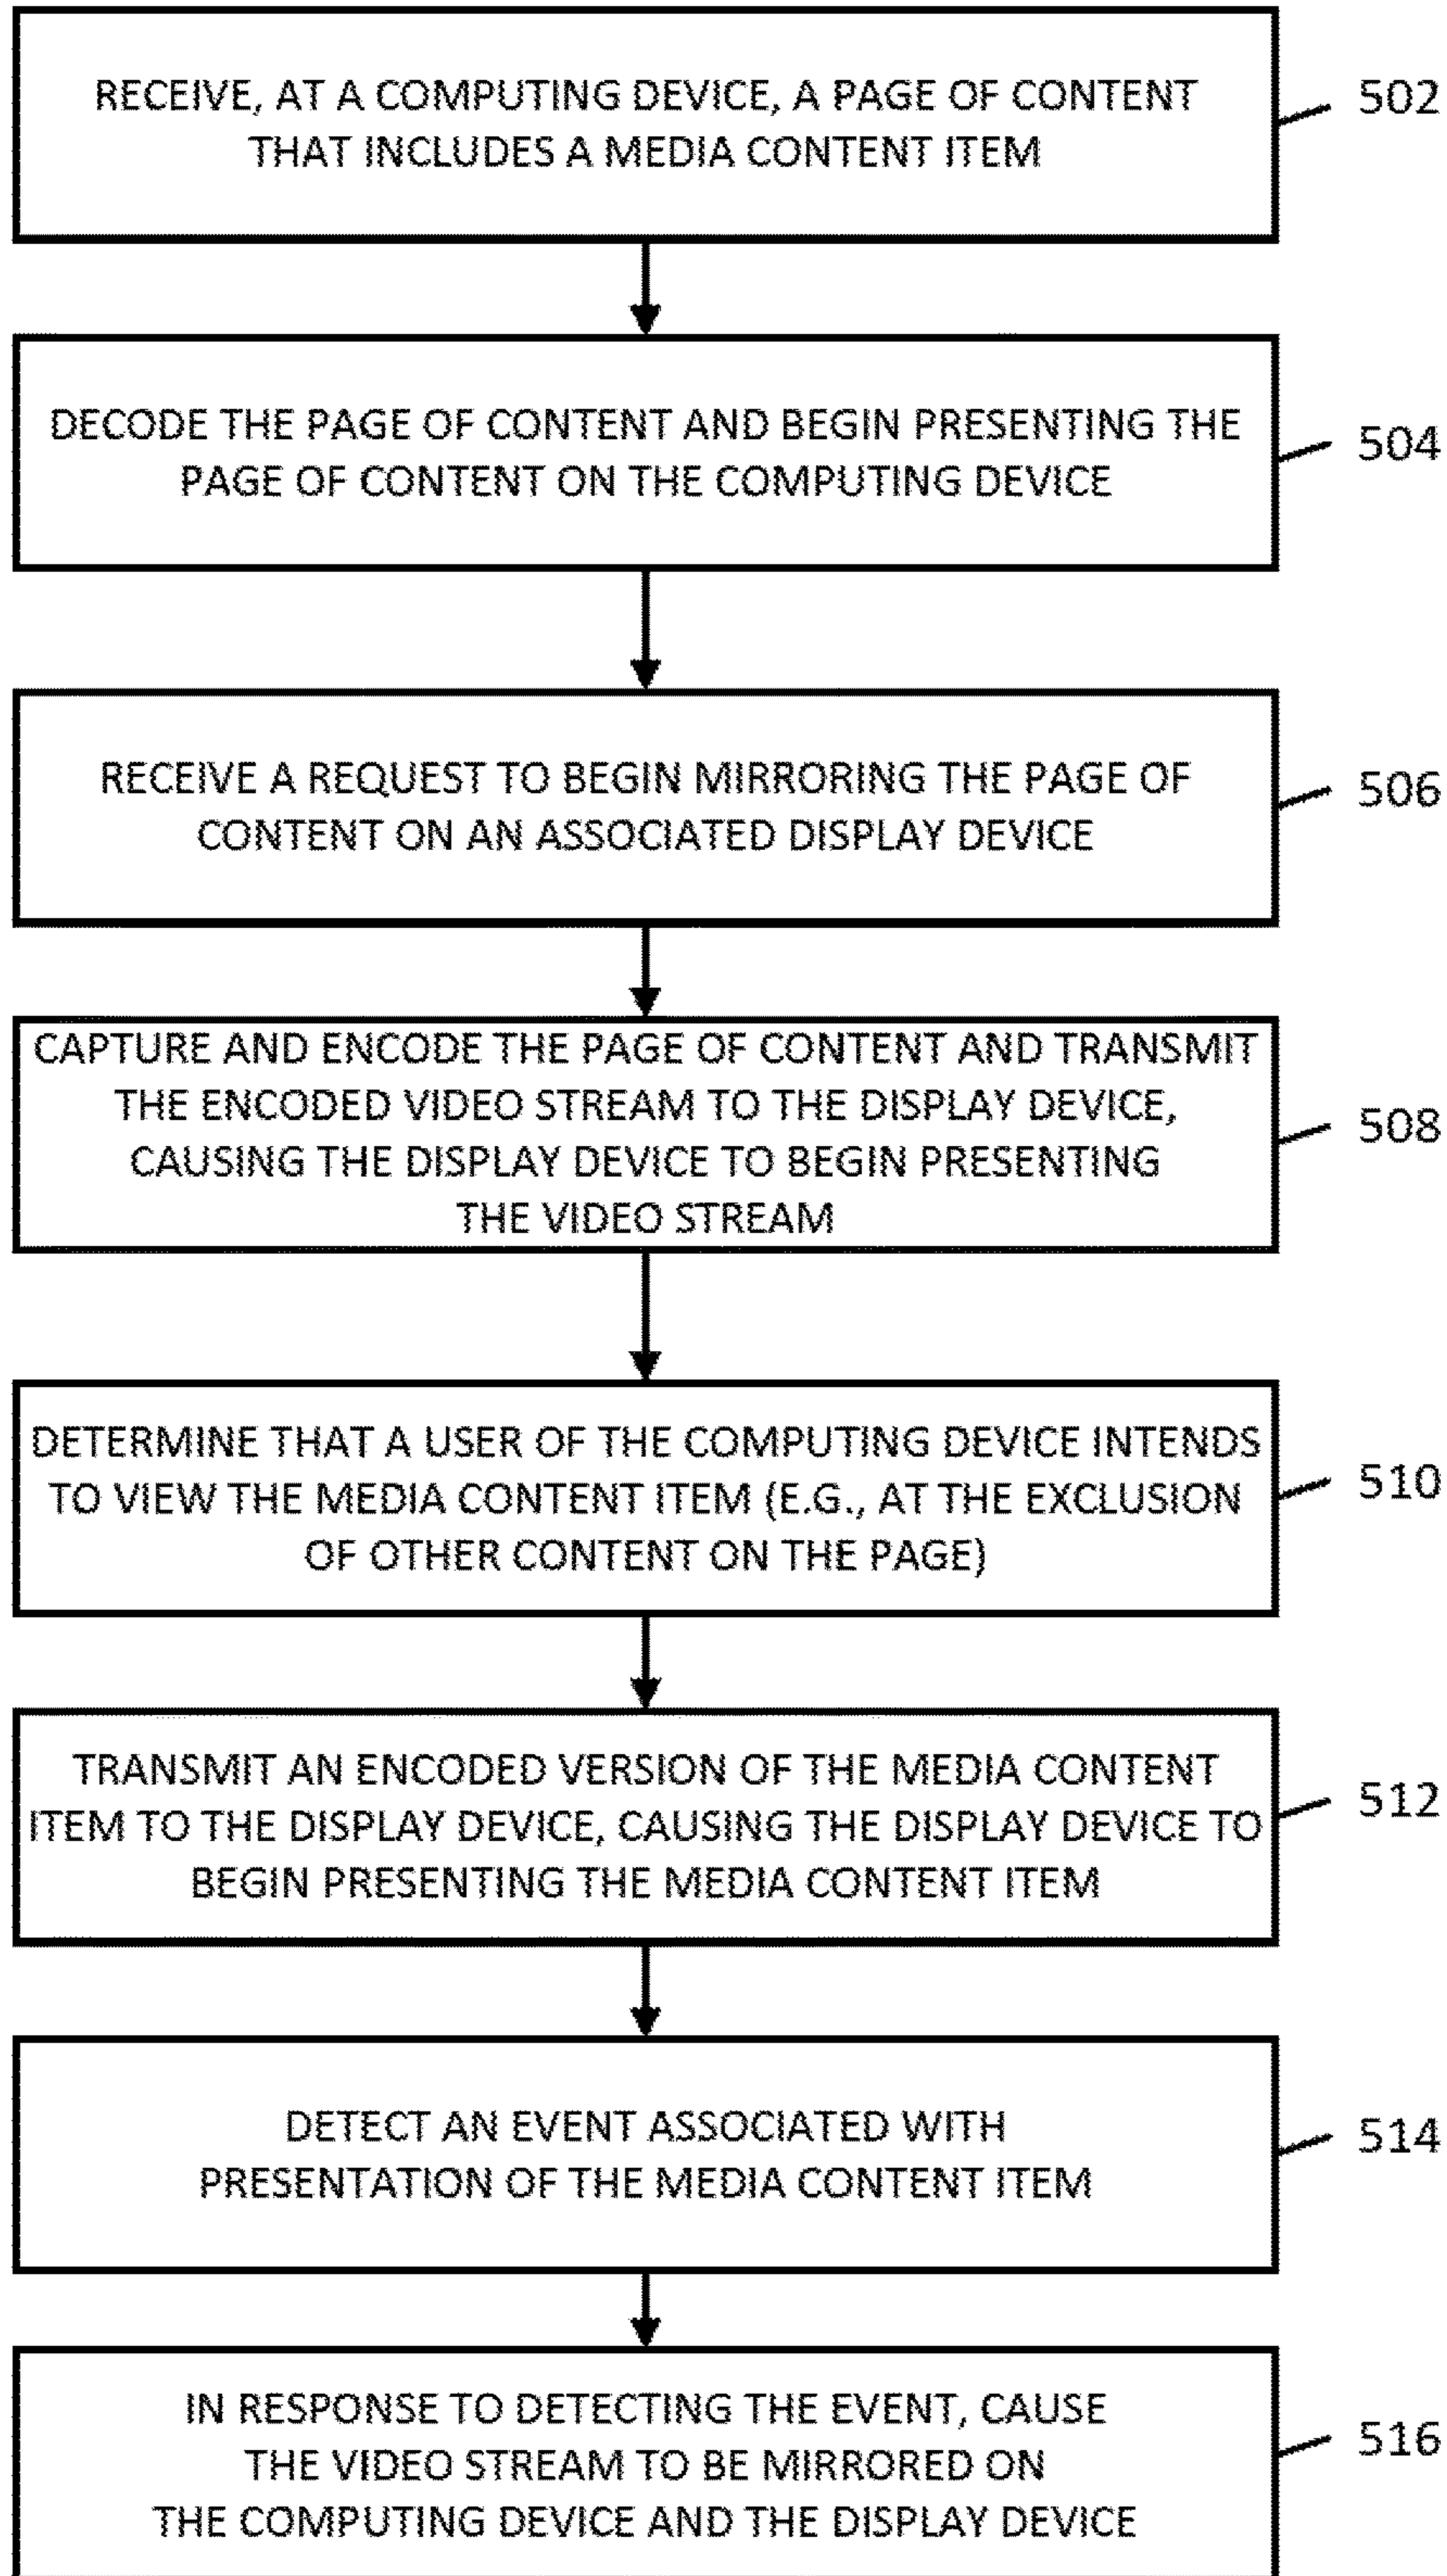 RECEIVE, AT A COMPUTING DEVICE, A PAGE OF CONTENT
THAT INCLUDES A MEDIA CONTENT ITEM
502
DECODE THE PAGE OF CONTENT AND BEGIN PRESENTING THE
PAGE OF CONTENT ON THE COMPUTING DEVICE
504
RECEIVE A REQUEST TO BEGIN MIRRORING THE PAGE OF
CONTENT ON AN ASSOCIATED DISPLAY DEVICE
506
CAPTURE AND ENCODE THE PAGE OF CONTENT AND TRANSMIT
THE ENCODED VIDEO STREAM TO THE DISPLAY DEVICE,
CAUSING THE DISPLAY DEVICE TO BEGIN PRESENTING
THE VIDEO STREAM
508
DETERMINE THAT A USER OF THE COMPUTING DEVICE INTENDS
TO VIEW THE MEDIA CONTENT ITEM (E.G., AT THE EXCLUSION
OF OTHER CONTENT ON THE PAGE)
510
TRANSMIT AN ENCODED VERSION OF THE MEDIA CONTENT
ITEM TO THE DISPLAY DEVICE, CAUSING THE DISPLAY DEVICE TO
BEGIN PRESENTING THE MEDIA CONTENT ITEM
512
DETECT AN EVENT ASSOCIATED WITH
PRESENTATION OF THE MEDIA CONTENT ITEM
514
IN RESPONSE TO DETECTING THE EVENT, CAUSE
THE VIDEO STREAM TO BE MIRRORED ON
THE COMPUTING DEVICE AND THE DISPLAY DEVICE
516